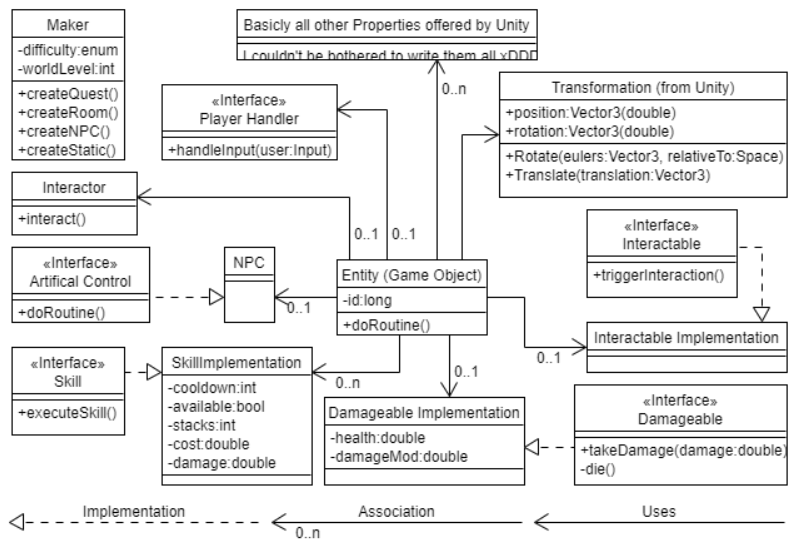 Maker
-difficulty:enum
-worldLevel:int
+createQuest()
+createRoom()
+createNPC()
+createStatic()
Basicly all other Properties offered by Unity
I couldn't be bothered to write them all xDDD
0..n
«Interface»
Player Handler
+handleInput(user:Input)
Transformation (from Unity)
+position:Vector3(double)
+rotation:Vector3(double)
+Rotate(eulers:Vector3, relativeTo:Space)
+Translate(translation:Vector3)
Interactor
+interact()
0..1
0..1
«Interface»
Interactable
+triggerInteraction()
«Interface»
Artifical Control
+doRoutine()
NPC
0..1
Entity (Game Object)
-id:long
+doRoutine()
0..1
Interactable Implementation
«Interface»
Skill
+executeSkill()
SkillImplementation
-cooldown:int
-available:bool
-stacks:int
-cost:double
-damage:double
0..n
0..1
Damageable Implementation
-health:double
-damageMod:double
«Interface»
Damageable
+takeDamage(damage:double)
-die()
Implementation
0..n
Association
Uses